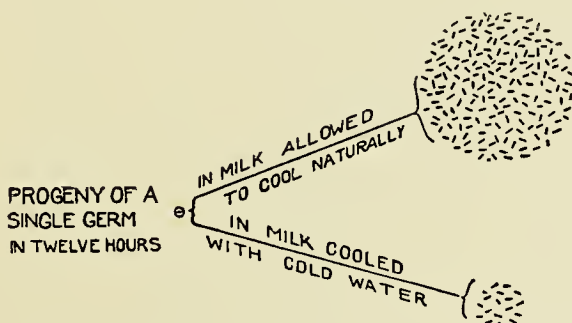 PROGENY OF A
SINGLE GERM
IN TWELVE HOURS
IN MILK ALLOWED
TO COOL NATURALLY
IN MILK COOLED
WITH COLD WATER